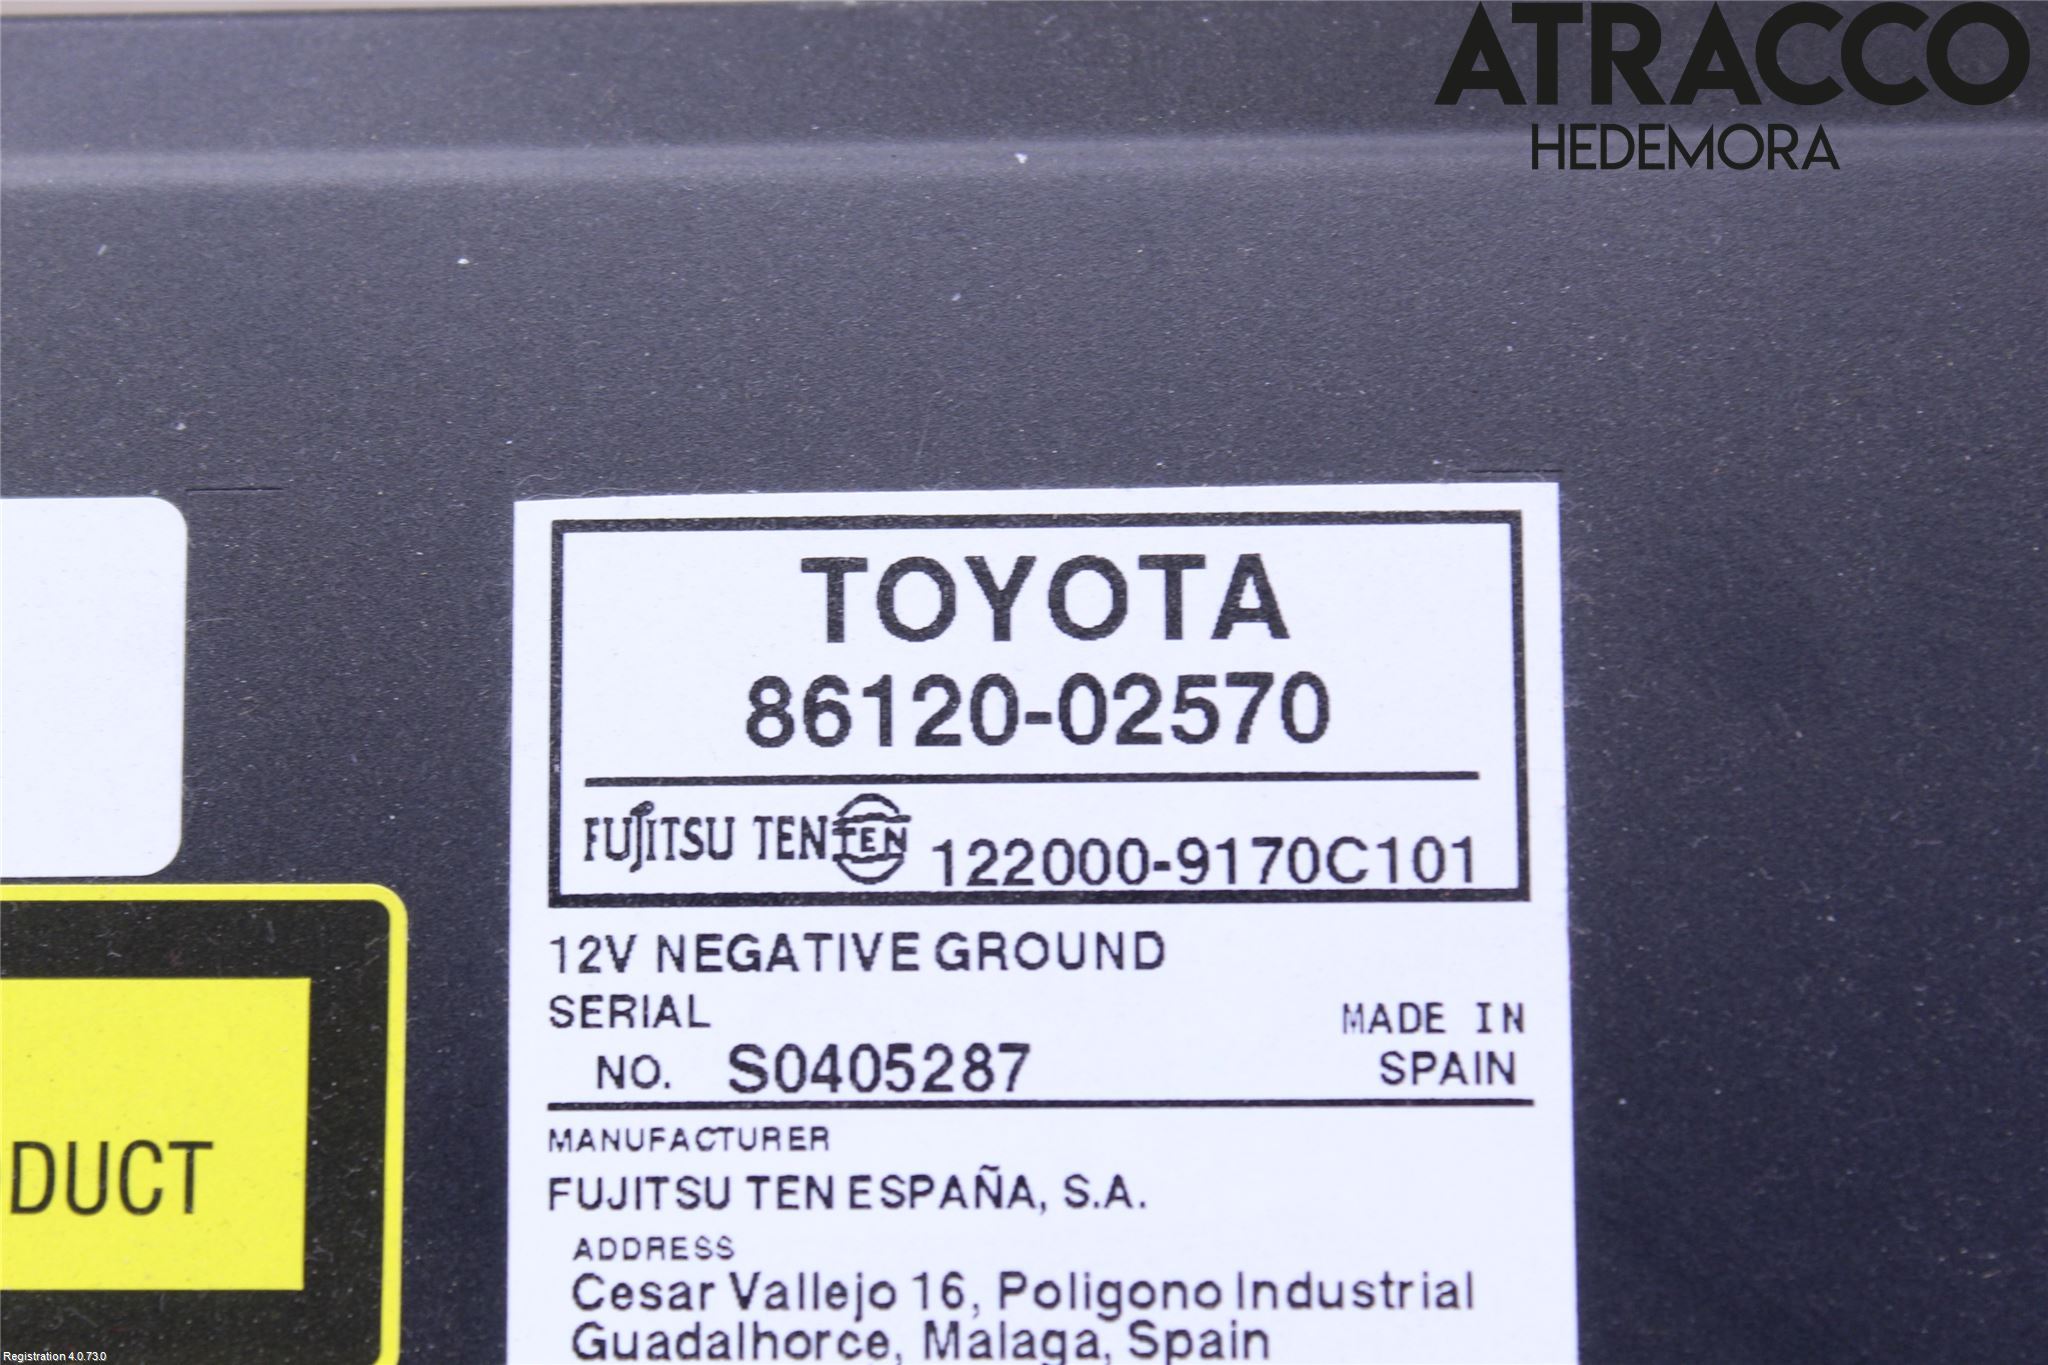 ATRACCO
HEDEMORA
TOYOTA
86120-02570
FUJITSU TEN TEN 122000-9170C101
12V NEGATIVE GROUND
SERIAL
NO. S0405287
MADE IN
SPAIN
MANUFACTURER
FUJITSU TEN ESPAÑA, S.A.
ADDRESS
Cesar Vallejo 16, Poligono Industrial
Guadalhorce, Malaga, Spain
DUCT
Registration 4.0.73.0